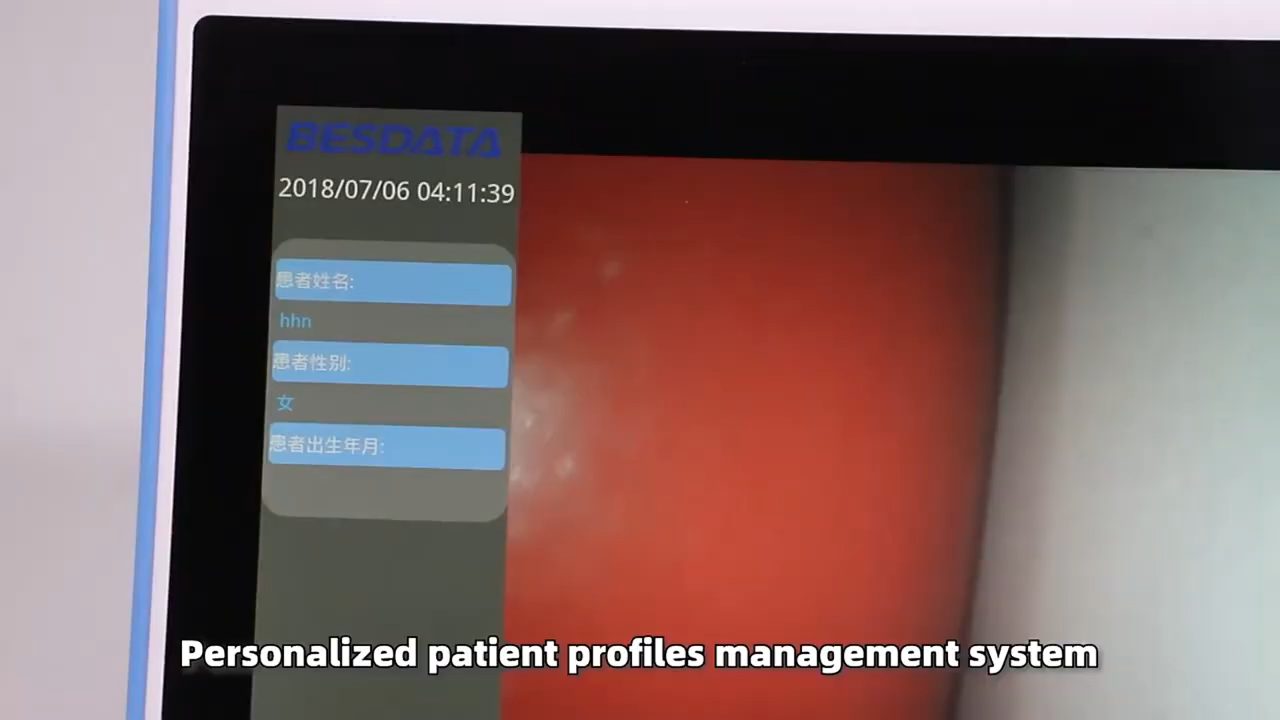 BESDATA
2018/07/06 04:11:39
患者姓名:
hhn
患者性别:
女
患者出生年月:
Personalized patient profiles management system